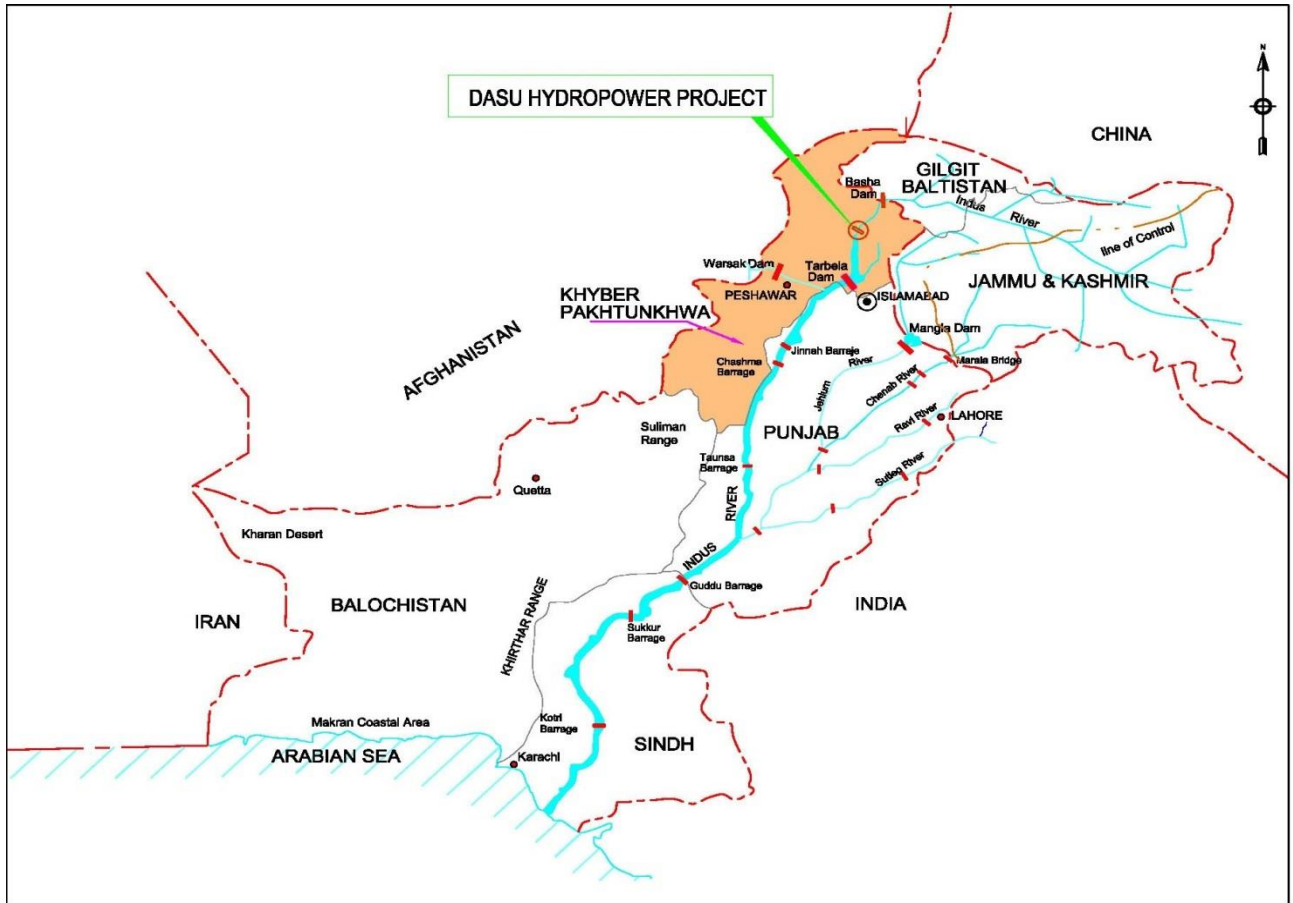 N
DASU HYDROPOWER PROJECT
CHINA
GILGIT
BALTISTAN
Basha
Dam
Indus
River
line of Control
Warsak Dam
Tarbela
Dam
PESHAWAR
ISLAMABAD
JAMMU & KASHMIR
KHYBER
PAKHTUNKHWA
Mangla Dam
AFGHANISTAN
Jinnah Barraje
River
Jehlum
Chashma
Barrage
Marala Bridge
Chenab River
Ravi River
LAHORE
Suliman
Range
PUNJAB
Taunsa
Barrage
Sutleg River
Quetta
RIVER
Kharan Desert
INDUS
Guddu Barrage
INDIA
IRAN
BALOCHISTAN
KHIRTHAR RANGE
Sukkur
Barrage
Makran Coastal Area
Kotri
Barrage
SINDH
ARABIAN SEA
Karachi